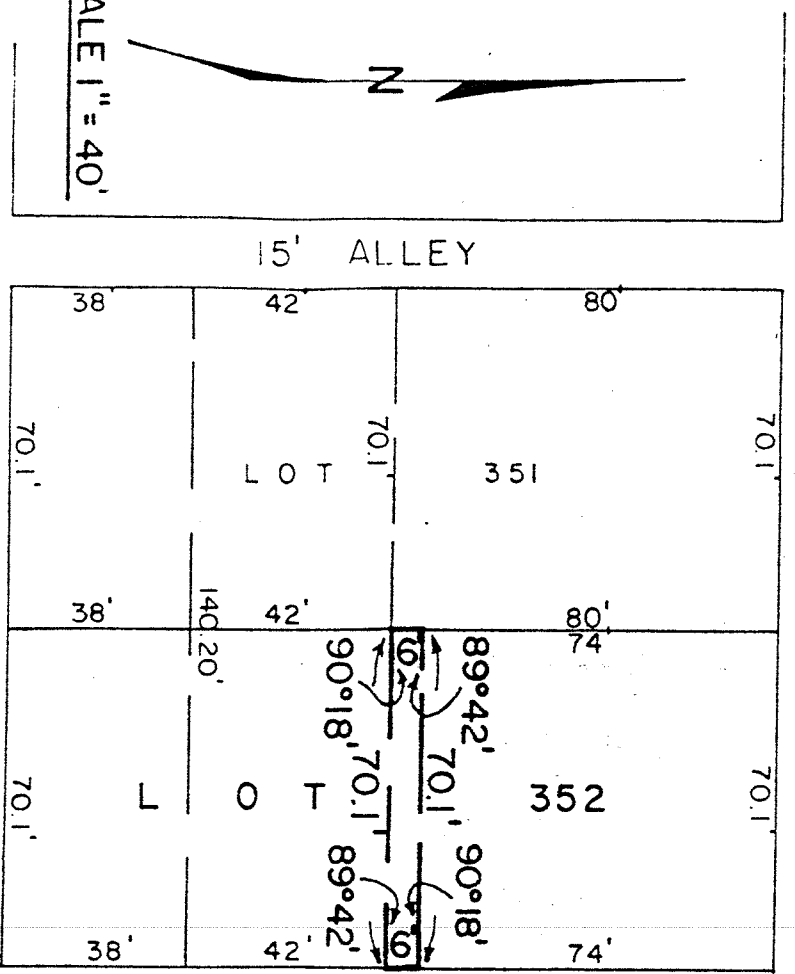 ALE 1" = 40'
N
15' ALLEY
38' 42' 80'
70.1' 70.1' 70.1'
LOT 351
38' 42' 80'
140.20'
74
6'
90°18' 89°42'
70.1' 70.1' 70.1' 70.1'
LOT 352
89°42' 90°18'
6'
38' 42' 74'